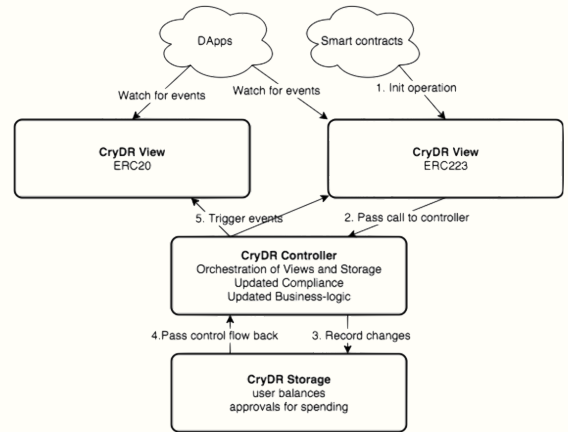 DApps
Smart contracts
Watch for events
Watch for events
1. Init operation
CryDR View
ERC20
CryDR View
ERC223
5. Trigger events
2. Pass call to controller
CryDR Controller
Orchestration of Views and Storage
Updated Compliance
Updated Business-logic
4.Pass control flow back
3. Record changes
CryDR Storage
user balances
approvals for spending